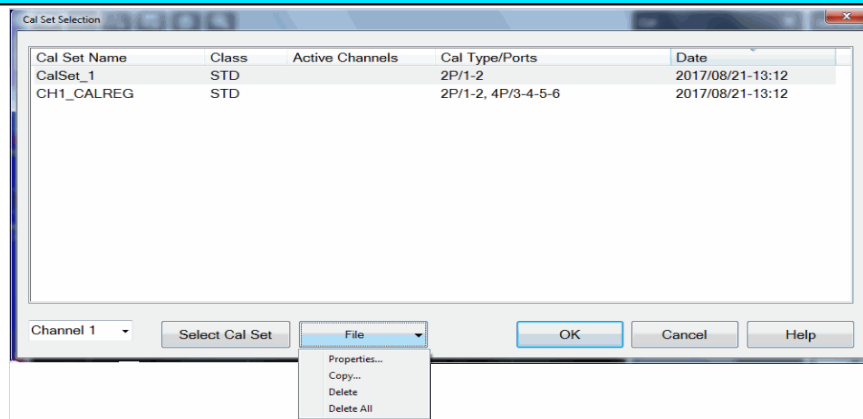 Cal Set Selection
Cal Set Name Class Active Channels Cal Type/Ports Date
CalSet_1 STD 2P/1-2 2017/08/21-13:12
CH1_CALREG STD 2P/1-2, 4P/3-4-5-6 2017/08/21-13:12
Channel 1 Select Cal Set File OK Cancel Help
Properties...
Copy...
Delete
Delete All